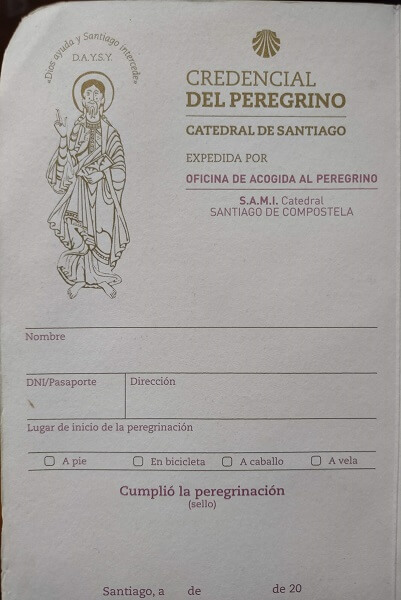 «Dios ayuda y Santiago intercede»
D.A.Y.S.Y.
CREDENCIAL
DEL PEREGRINO
CATEDRAL DE SANTIAGO
EXPEDIDA POR
OFICINA DE ACOGIDA AL PEREGRINO
S.A.M.I. Catedral
SANTIAGO DE COMPOSTELA
Nombre
DNI/Pasaporte Dirección
Lugar de inicio de la peregrinación
A pie En bicicleta A caballo A vela
Cumplió la peregrinación
(sello)
Santiago, a de de 20